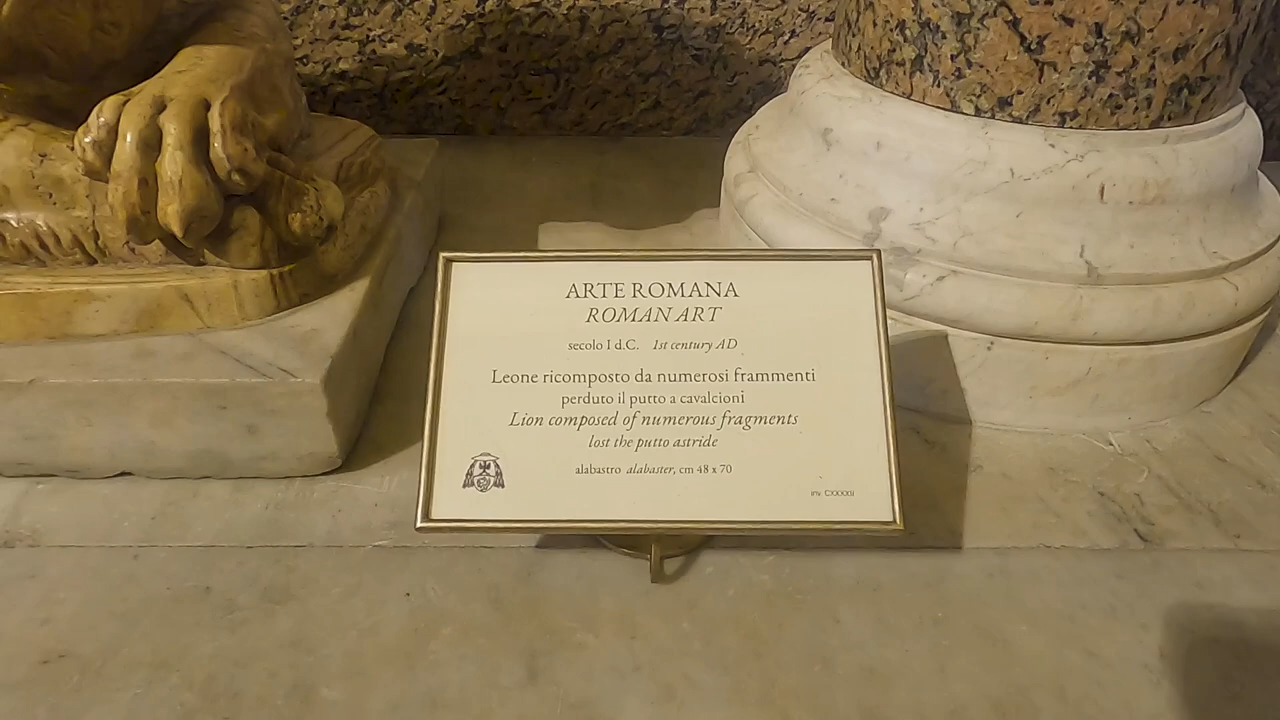 ARTE ROMANA
ROMAN ART
secolo I d.C. 1st century AD
Leone ricomposto da numerosi frammenti
perduto il putto a cavalcioni
Lion composed of numerous fragments
lost the putto astride
alabastro alabaster, cm 48 x 70
inv.